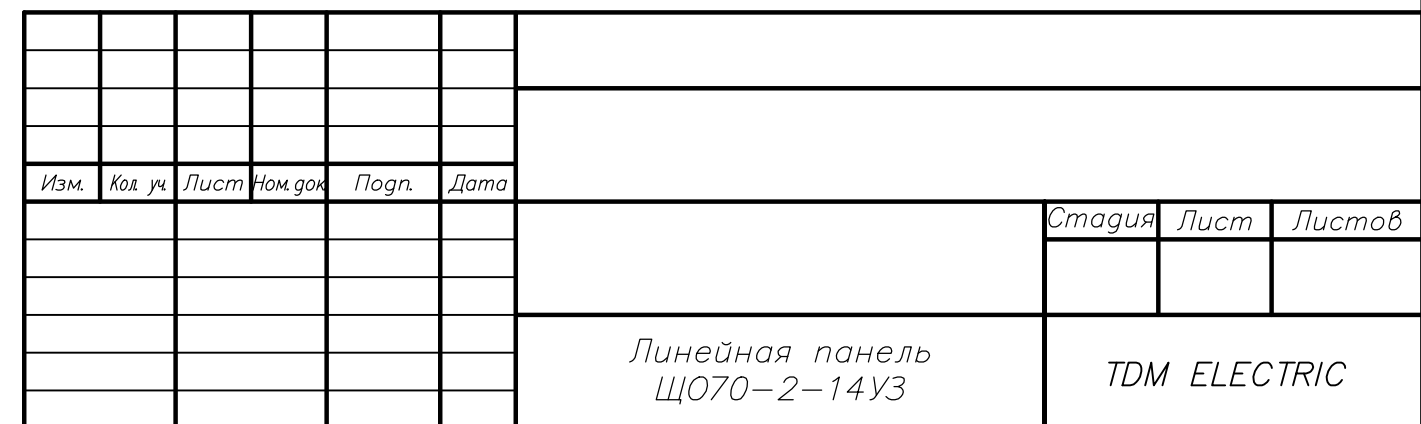 Изм. Кол. уч. Лист Ном. док. Подп. Дата
Стадия Лист Листов
Линейная панель
ЩО70-2-14У3
TDM ELECTRIC